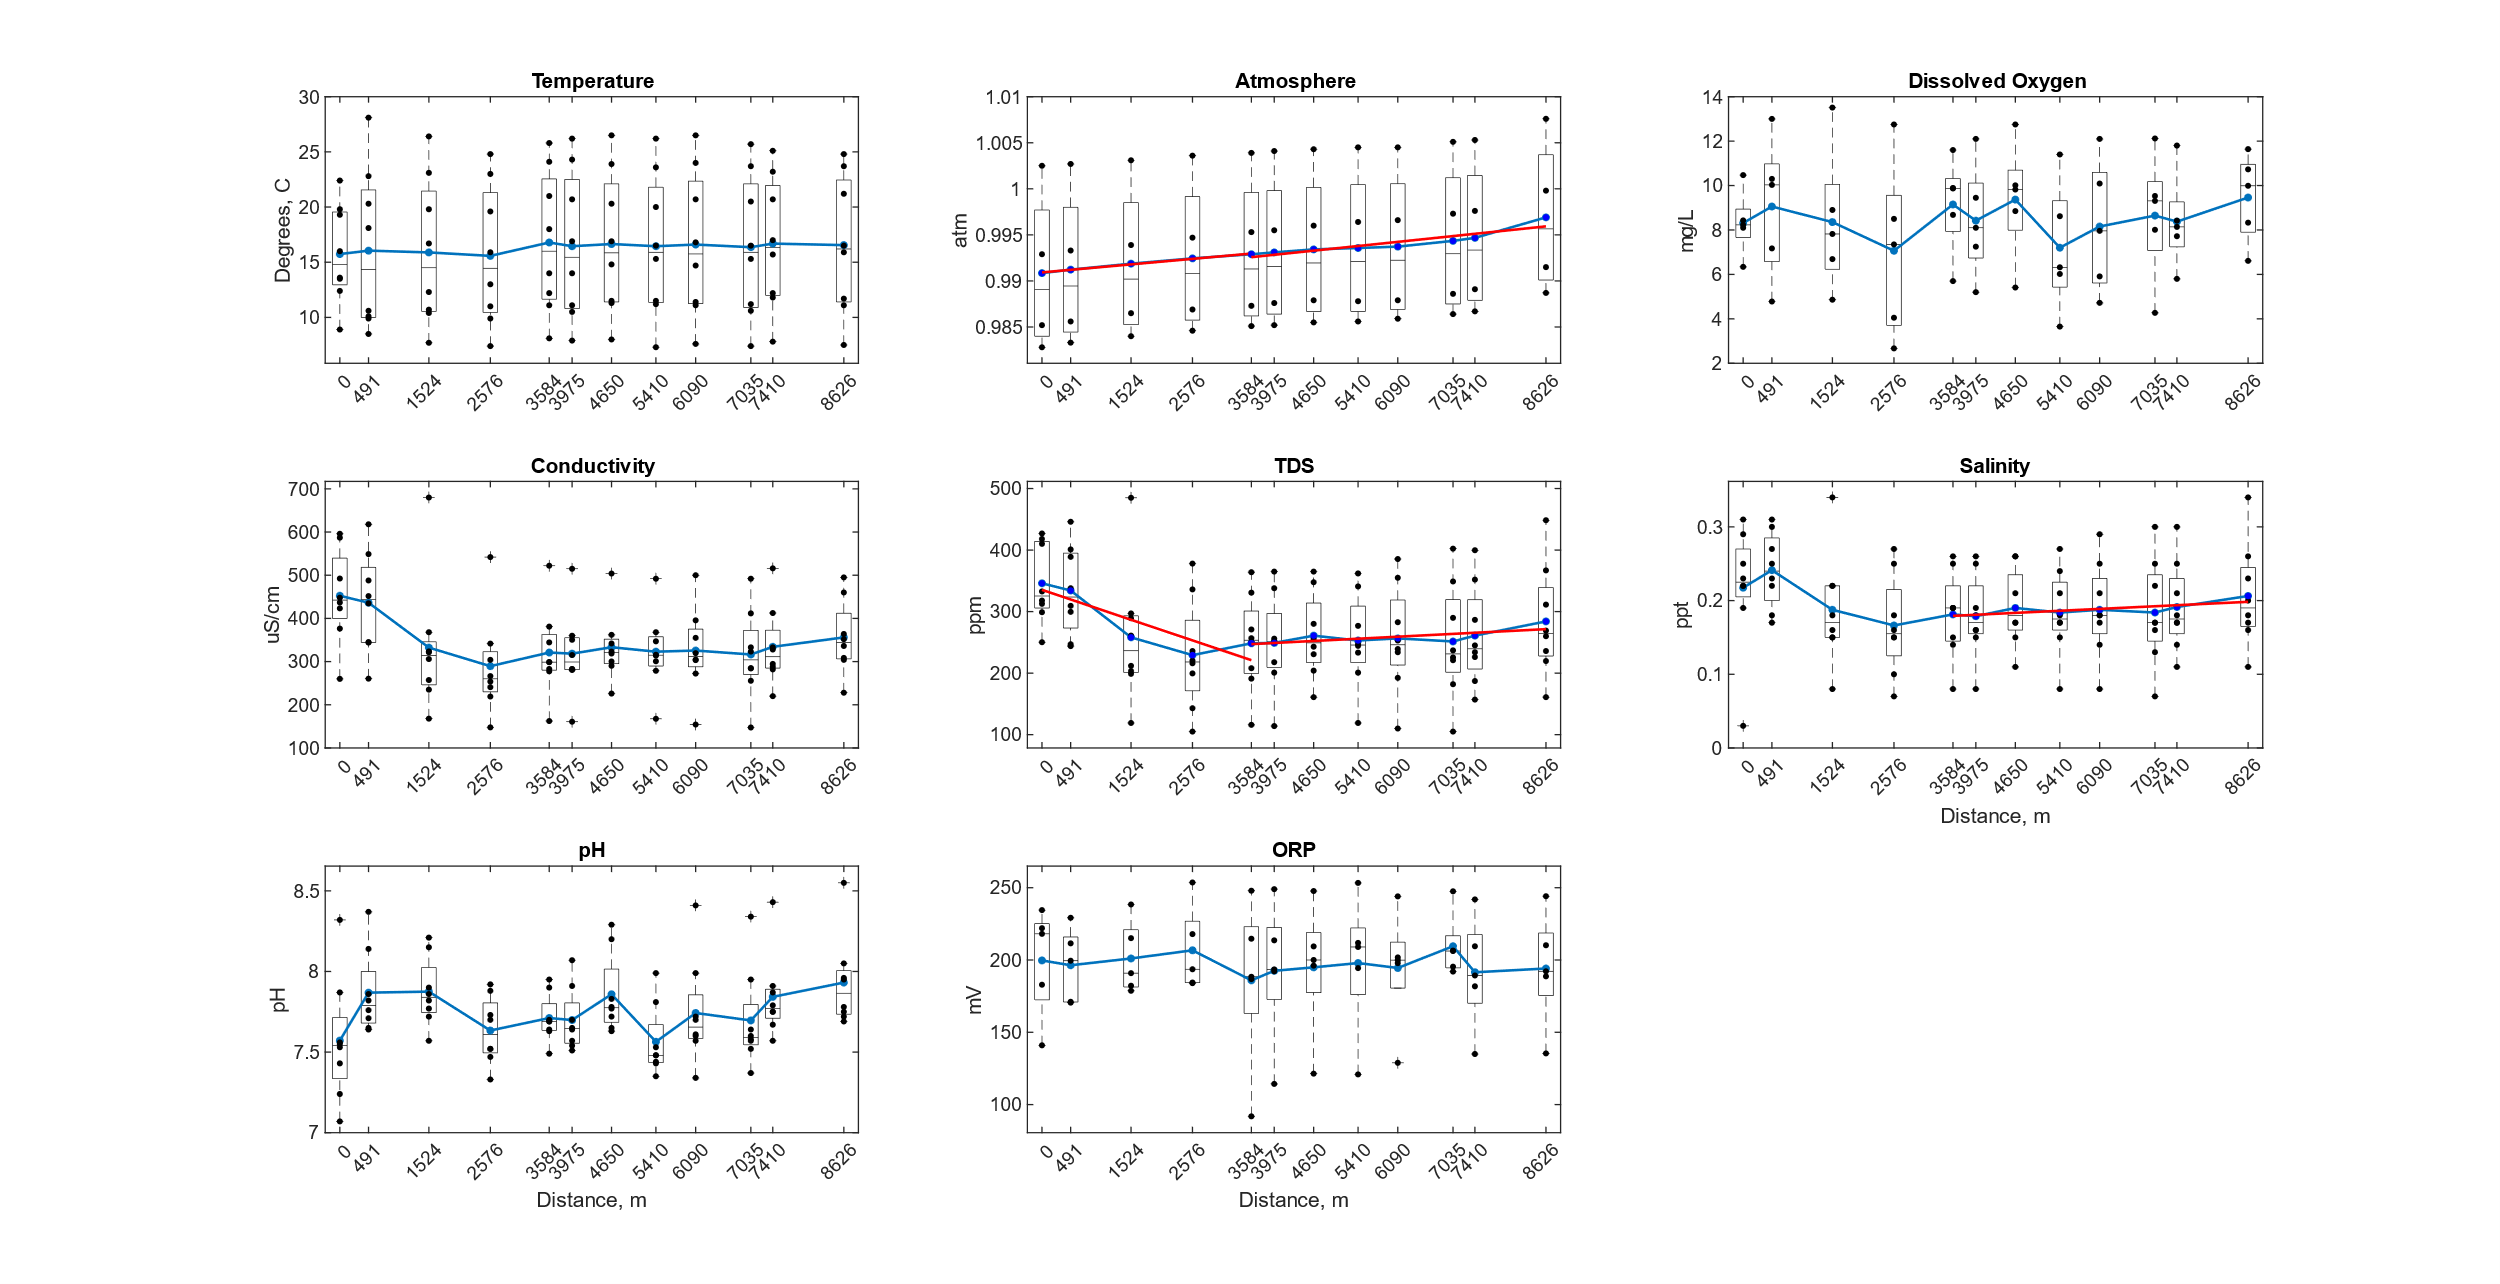 Temperature
Degrees, C
30
25
20
15
10
0 491 1524 2576 3584 3975 4650 5410 6090 7035 7410 8626
Atmosphere
atm
1.01
1.005
1
0.995
0.99
0.985
0 491 1524 2576 3584 3975 4650 5410 6090 7035 7410 8626
Dissolved Oxygen
mg/L
14
12
10
8
6
4
2
0 491 1524 2576 3584 3975 4650 5410 6090 7035 7410 8626
Conductivity
uS/cm
700
600
500
400
300
200
100
0 491 1524 2576 3584 3975 4650 5410 6090 7035 7410 8626
TDS
ppm
500
400
300
200
100
0 491 1524 2576 3584 3975 4650 5410 6090 7035 7410 8626
Salinity
ppt
0.3
0.2
0.1
0
0 491 1524 2576 3584 3975 4650 5410 6090 7035 7410 8626
Distance, m
pH
pH
8.5
8
7.5
7
0 491 1524 2576 3584 3975 4650 5410 6090 7035 7410 8626
Distance, m
ORP
mV
250
200
150
100
0 491 1524 2576 3584 3975 4650 5410 6090 7035 7410 8626
Distance, m